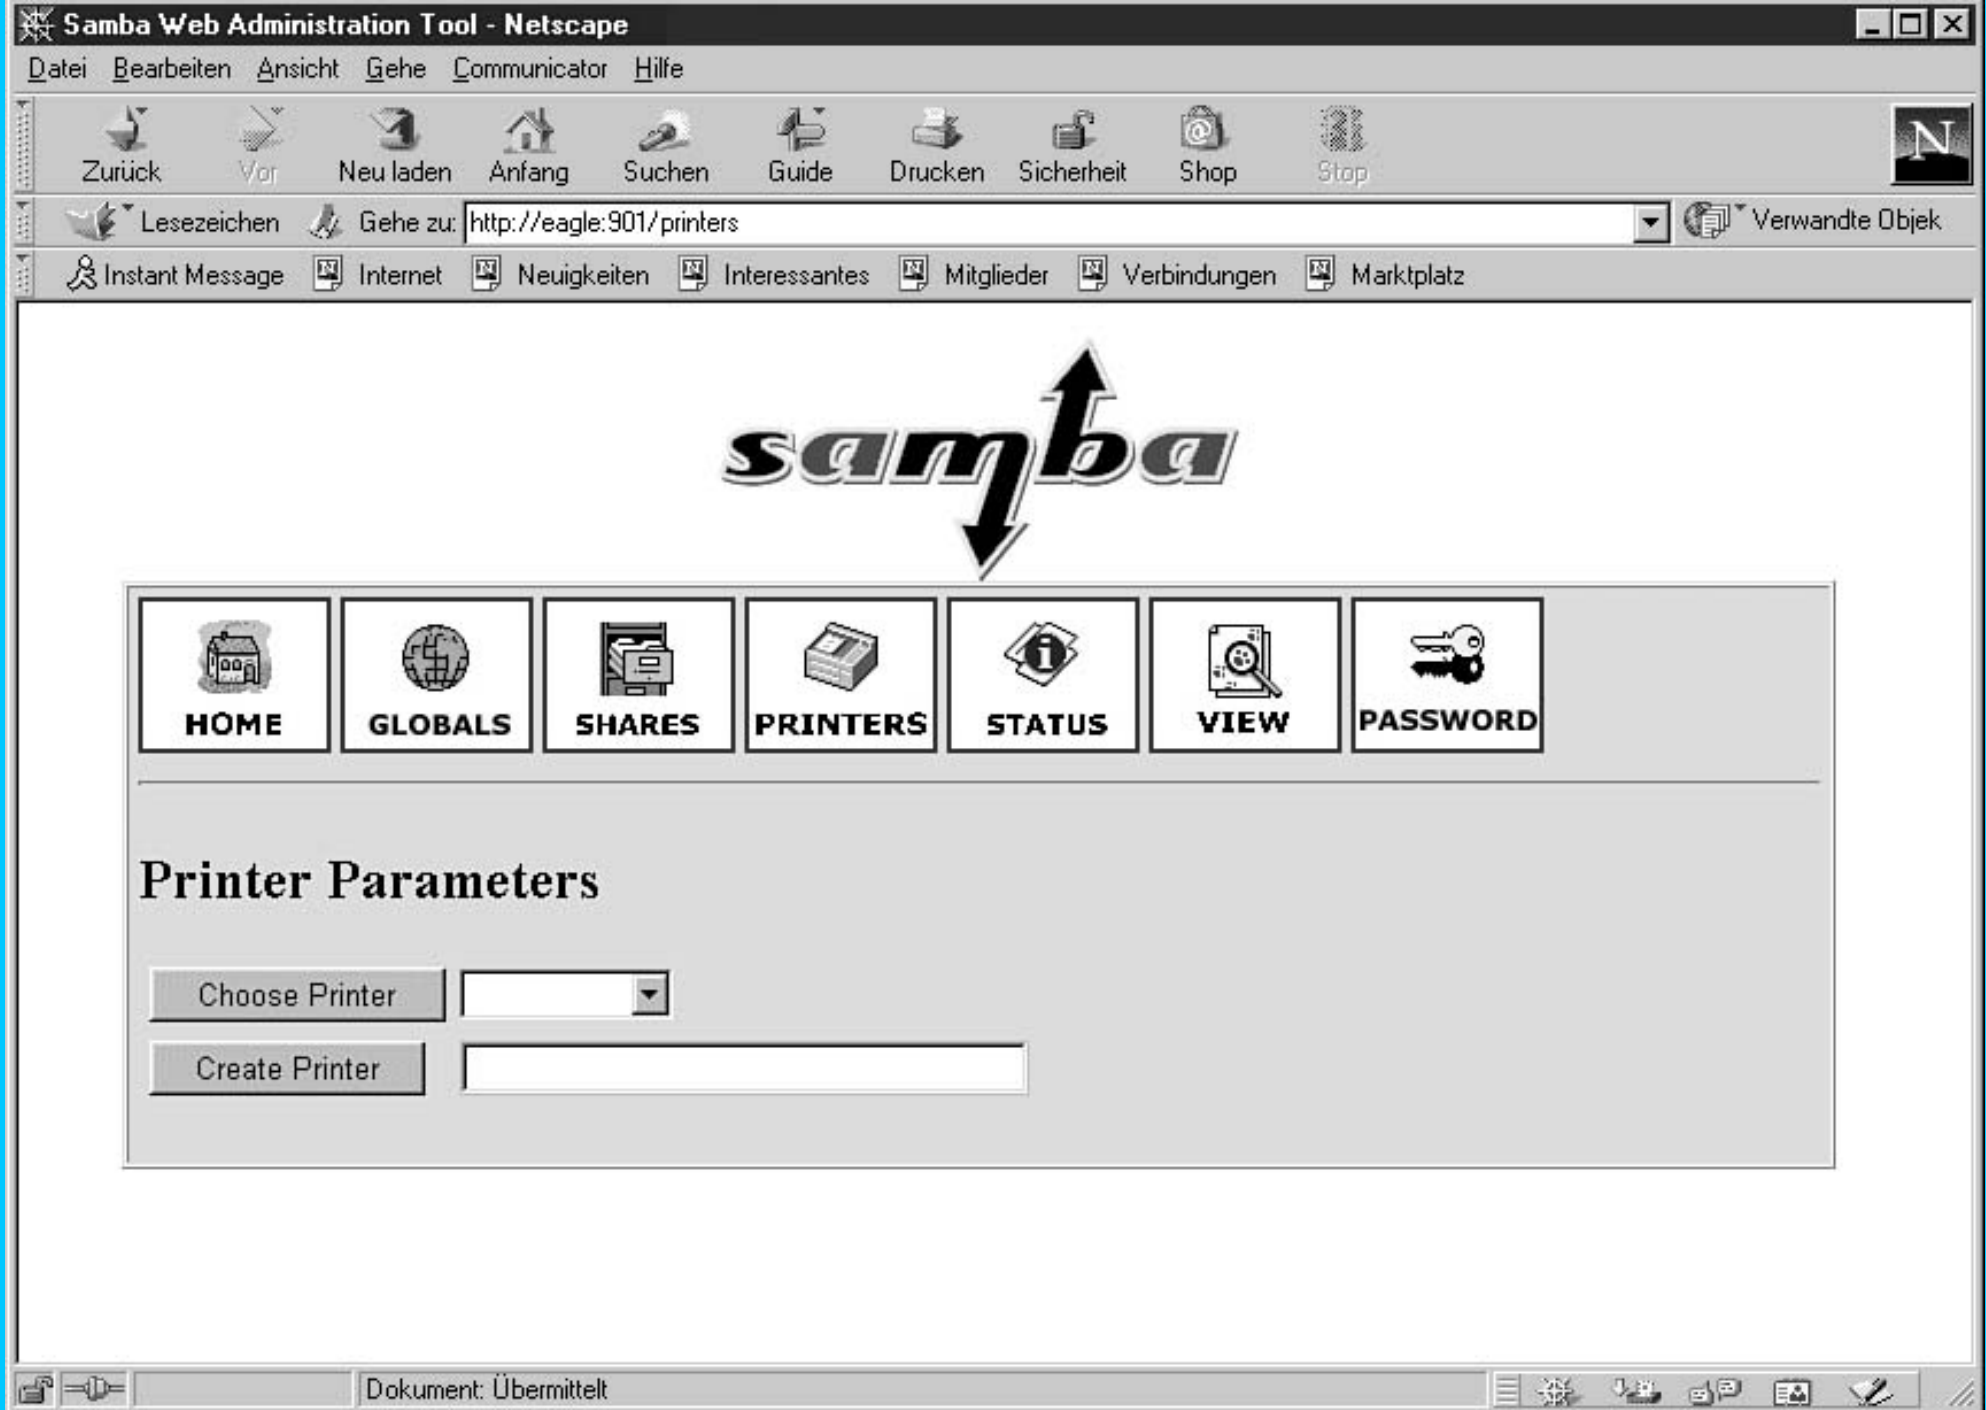 Samba Web Administration Tool - Netscape
Datei Bearbeiten Ansicht Gehe Communicator Hilfe
Zurück Vor Neu laden Anfang Suchen Guide Drucken Sicherheit Shop Stop
N
Lesezeichen Gehe zu: http://eagle:901/printers Verwandte Objek
Instant Message Internet Neuigkeiten Interessantes Mitglieder Verbindungen Marktplatz
samba
HOME GLOBALS SHARES PRINTERS STATUS VIEW PASSWORD
Printer Parameters
Choose Printer
Create Printer
Dokument: Übermittelt